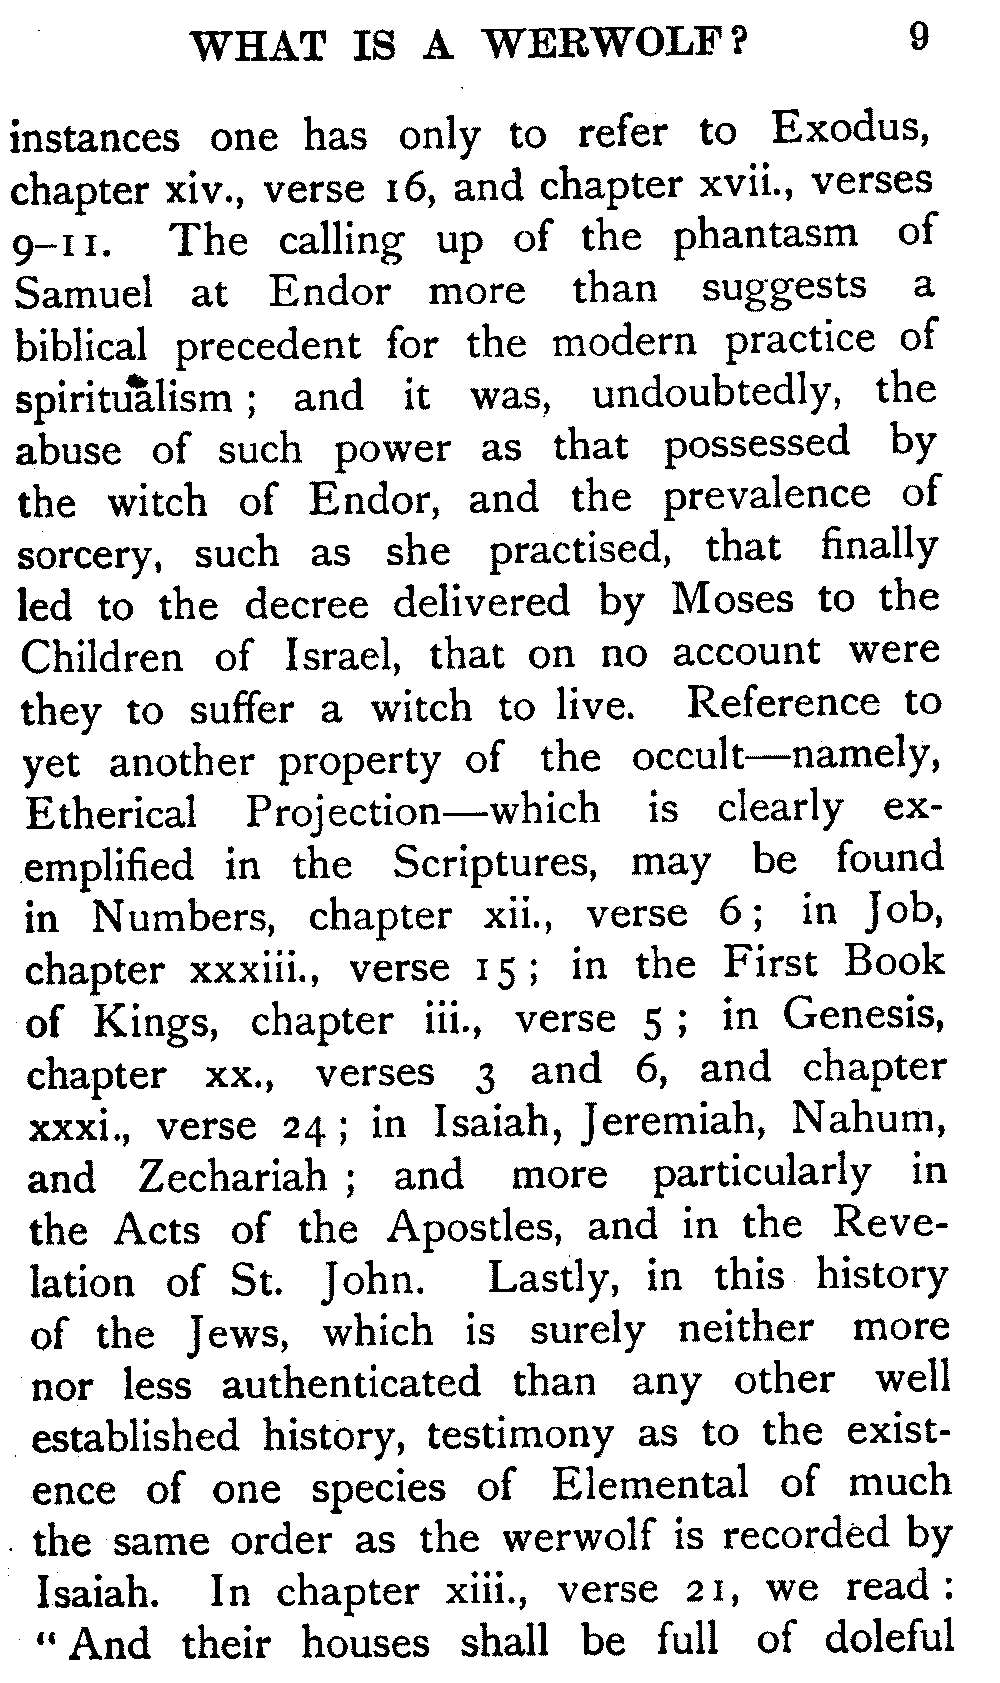 WHAT IS A WERWOLF? 9
instances one has only to refer to Exodus,
chapter xiv., verse 16, and chapter xvii., verses
9–11. The calling up of the phantasm of
Samuel at Endor more than suggests a
biblical precedent for the modern practice of
spiritualism ; and it was, undoubtedly, the
abuse of such power as that possessed by
the witch of Endor, and the prevalence of
sorcery, such as she practised, that finally
led to the decree delivered by Moses to the
Children of Israel, that on no account were
they to suffer a witch to live. Reference to
yet another property of the occult—namely,
Etherical Projection—which is clearly ex-
emplified in the Scriptures, may be found
in Numbers, chapter xii., verse 6 ; in Job,
chapter xxxiii., verse 15 ; in the First Book
of Kings, chapter iii., verse 5 ; in Genesis,
chapter xx., verses 3 and 6, and chapter
xxxi., verse 24 ; in Isaiah, Jeremiah, Nahum,
and Zechariah ; and more particularly in
the Acts of the Apostles, and in the Reve-
lation of St. John. Lastly, in this history
of the Jews, which is surely neither more
nor less authenticated than any other well
established history, testimony as to the exist-
ence of one species of Elemental of much
the same order as the werwolf is recorded by
Isaiah. In chapter xiii., verse 21, we read :
“ And their houses shall be full of doleful